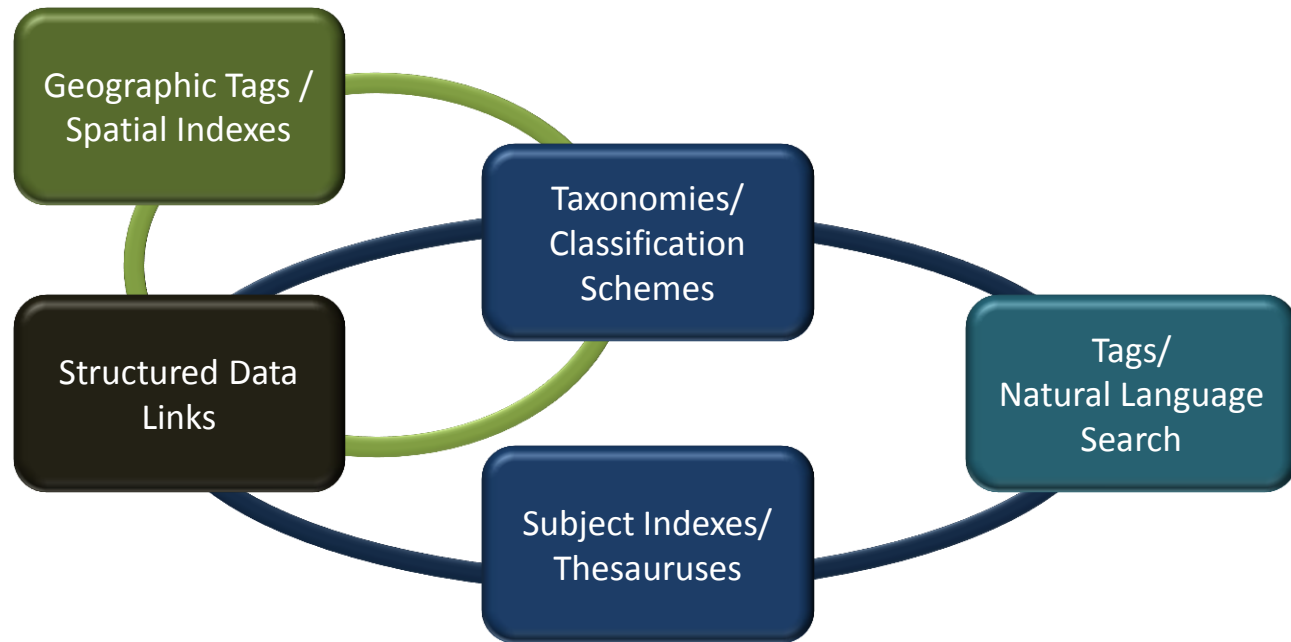 Geographic Tags /
Spatial Indexes
Taxonomies/
Classification
Schemes
Structured Data
Links
Tags/
Natural Language
Search
Subject Indexes/
Thesauruses